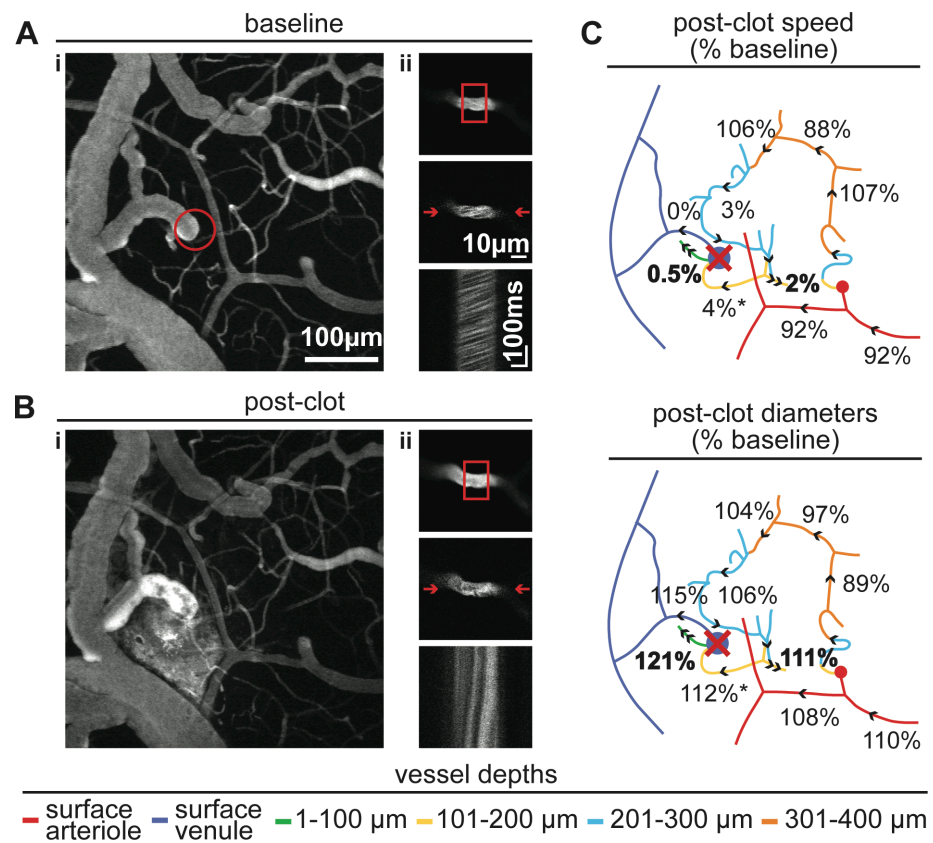 A
baseline
i
ii
100µm
10µm
100ms
B
post-clot
i
ii
C
post-clot speed
(% baseline)
106%
88%
107%
0%
3%
0.5%
2%
4%*
92%
92%
post-clot diameters
(% baseline)
104%
97%
89%
115%
106%
121%
111%
112%*
108%
110%
vessel depths
surface
arteriole
surface
venule
1-100 µm
101-200 µm
201-300 µm
301-400 µm